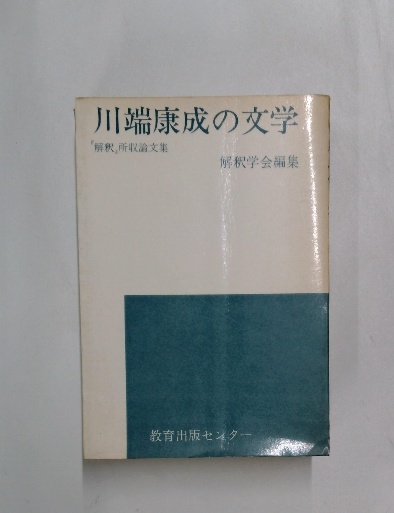 川端康成の文学
『解釈』所収論文集
解釈学会編集
教育出版センター